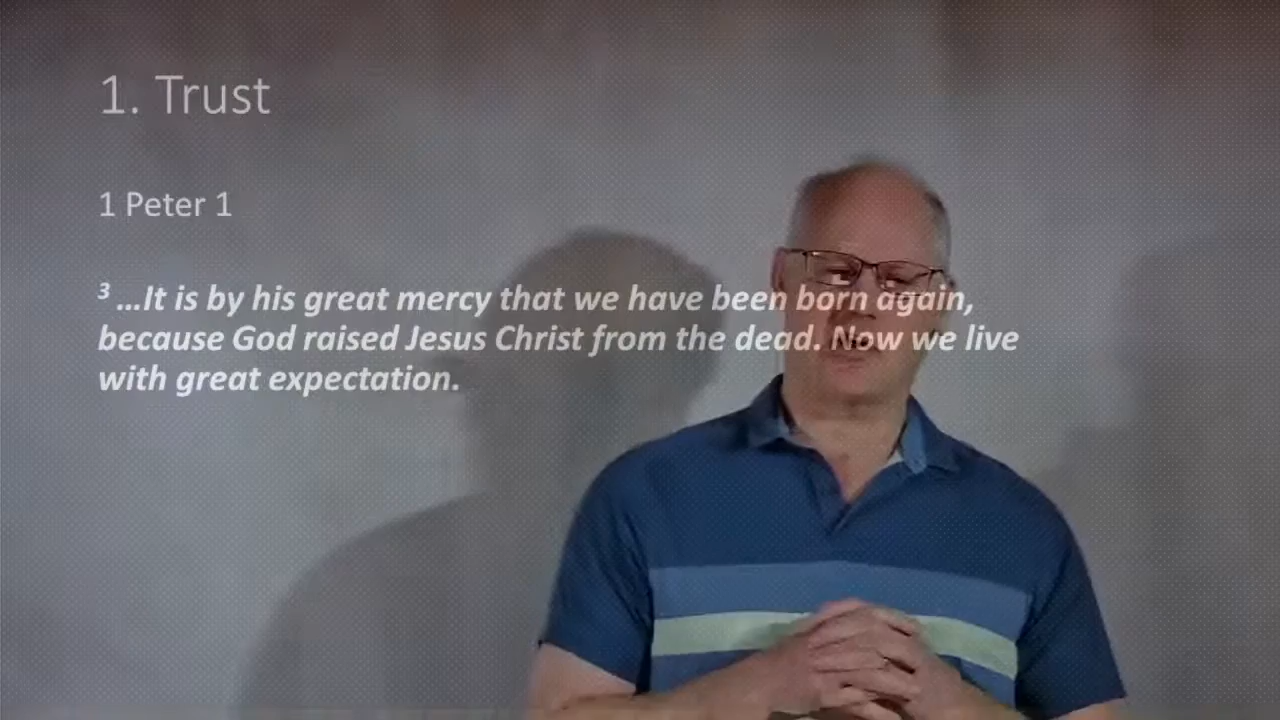 1. Trust
1 Peter 1
3 ...It is by his great mercy that we have been born again,
because God raised Jesus Christ from the dead. Now we live
with great expectation.